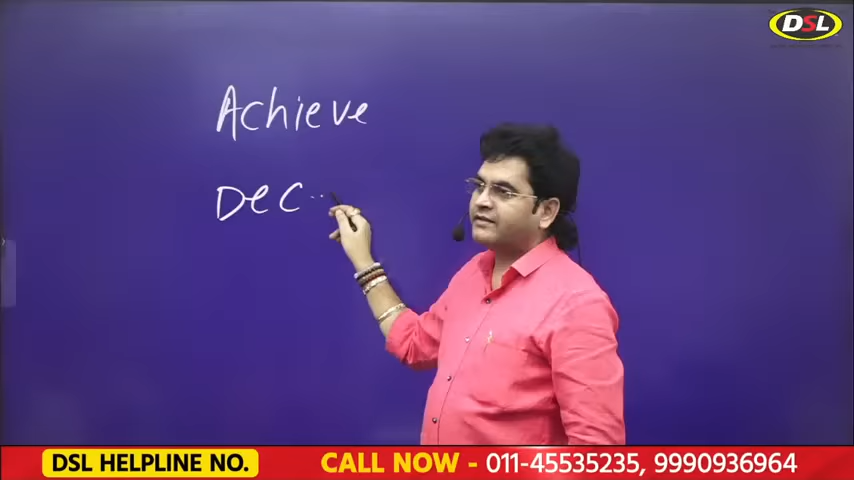 DSL
Achieve
Dec..
DSL HELPLINE NO. CALL NOW - 011-45535235, 9990936964